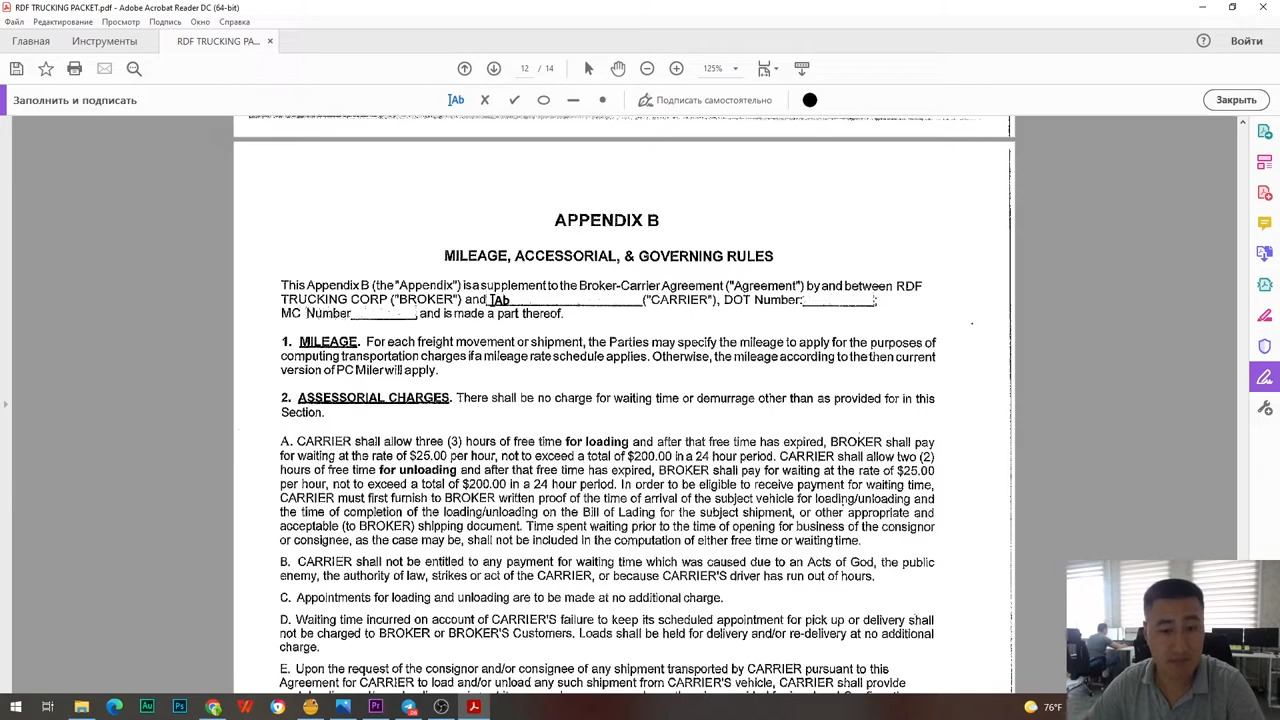 RDF TRUCKING PACKET.pdf - Adobe Acrobat Reader DC (64-bit)
Файл Редактирование Просмотр Подпись Окно Справка
Главная Инструменты RDF TRUCKING PA... × Войти
12 / 14 125%
Заполнить и подписать Ab Подписать самостоятельно Закрыть
APPENDIX B
MILEAGE, ACCESSORIAL, & GOVERNING RULES
This Appendix B (the "Appendix") is a supplement to the Broker-Carrier Agreement ("Agreement") by and between RDF
TRUCKING CORP ("BROKER") and Ab ("CARRIER"), DOT Number: ;
MC Number , and is made a part thereof.
1. MILEAGE. For each freight movement or shipment, the Parties may specify the mileage to apply for the purposes of
computing transportation charges if a mileage rate schedule applies. Otherwise, the mileage according to the then current
version of PC Miler will apply.
2. ASSESSORIAL CHARGES. There shall be no charge for waiting time or demurrage other than as provided for in this
Section.
A. CARRIER shall allow three (3) hours of free time for loading and after that free time has expired, BROKER shall pay
for waiting at the rate of $25.00 per hour, not to exceed a total of $200.00 in a 24 hour period. CARRIER shall allow two (2)
hours of free time for unloading and after that free time has expired, BROKER shall pay for waiting at the rate of $25.00
per hour, not to exceed a total of $200.00 in a 24 hour period. In order to be eligible to receive payment for waiting time,
CARRIER must first furnish to BROKER written proof of the time of arrival of the subject vehicle for loading/unloading and
the time of completion of the loading/unloading on the Bill of Lading for the subject shipment, or other appropriate and
acceptable (to BROKER) shipping document. Time spent waiting prior to the time of opening for business of the consignor
or consignee, as the case may be, shall not be included in the computation of either free time or waiting time.
B. CARRIER shall not be entitled to any payment for waiting time which was caused due to an Acts of God, the public
enemy, the authority of law, strikes or act of the CARRIER, or because CARRIER'S driver has run out of hours.
C. Appointments for loading and unloading are to be made at no additional charge.
D. Waiting time incurred on account of CARRIER'S failure to keep its scheduled appointment for pick up or delivery shall
not be charged to BROKER or BROKER'S Customers. Loads shall be held for delivery and/or re-delivery at no additional
charge.
E. Upon the request of the consignor and/or consignee of any shipment transported by CARRIER pursuant to this
Agreement for CARRIER to load and/or unload any such shipment from CARRIER'S vehicle, CARRIER shall provide
Au Ps Pr 76°F